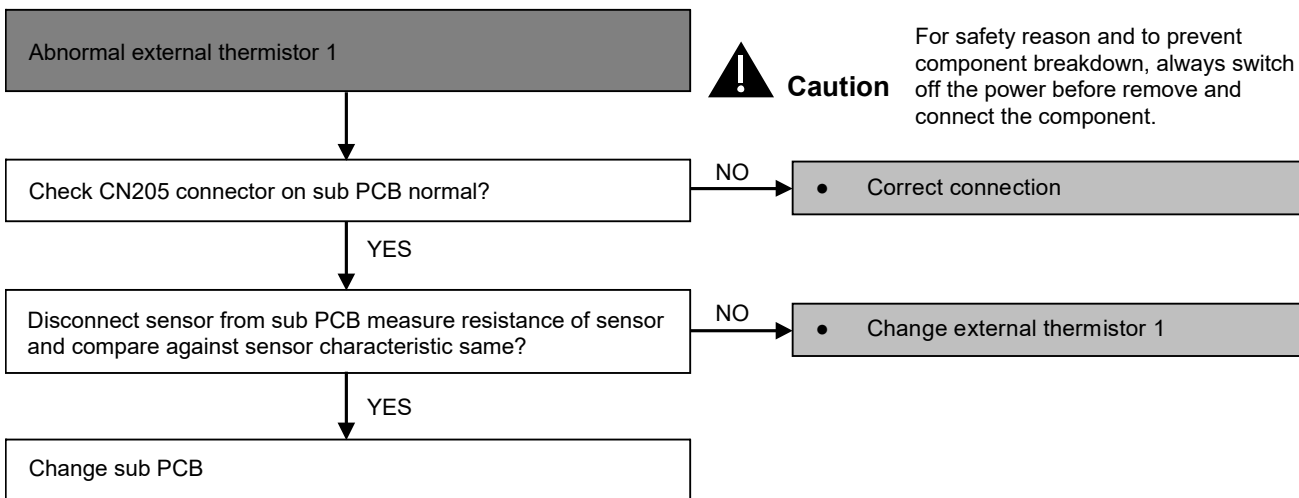 Abnormal external thermistor 1
Caution
For safety reason and to prevent
component breakdown, always switch
off the power before remove and
connect the component.
Check CN205 connector on sub PCB normal?
NO
● Correct connection
YES
Disconnect sensor from sub PCB measure resistance of sensor
and compare against sensor characteristic same?
NO
● Change external thermistor 1
YES
Change sub PCB